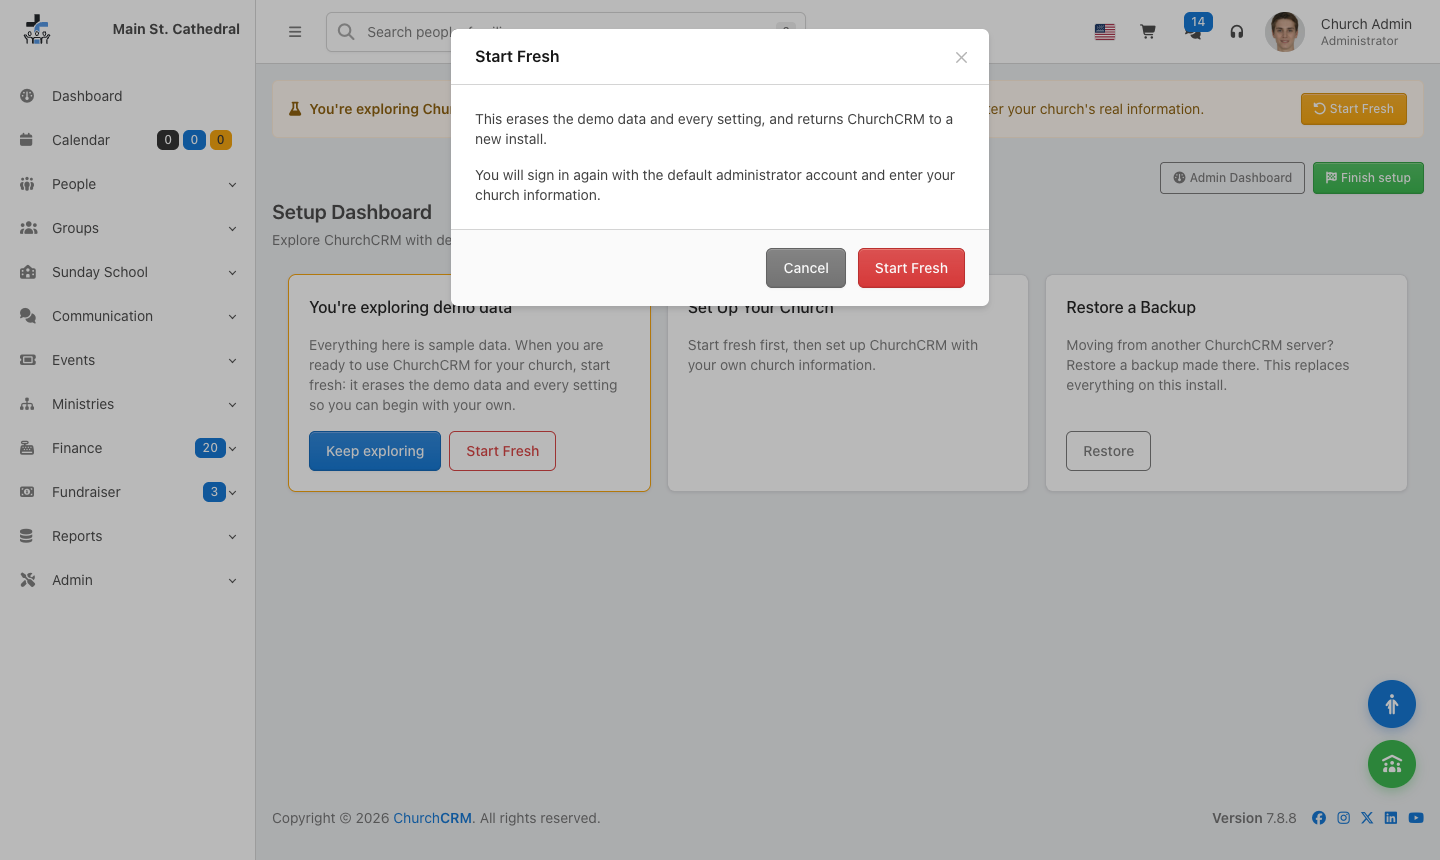 Main St. Cathedral
Search people
14
Church Admin
Administrator
Dashboard
Calendar
0 0 0
People
Groups
Sunday School
Communication
Events
Ministries
Finance
20
Fundraiser
3
Reports
Admin
You're exploring
er your church's real information.
Start Fresh
Admin Dashboard
Finish setup
Setup Dashboard
Explore ChurchCRM with de
Start Fresh
This erases the demo data and every setting, and returns ChurchCRM to a
new install.
You will sign in again with the default administrator account and enter your
church information.
Cancel
Start Fresh
You're exploring demo data
Everything here is sample data. When you are
ready to use ChurchCRM for your church, start
fresh: it erases the demo data and every setting
so you can begin with your own.
Keep exploring
Start Fresh
Set Up Your Church
Start fresh first, then set up ChurchCRM with
your own church information.
Restore a Backup
Moving from another ChurchCRM server?
Restore a backup made there. This replaces
everything on this install.
Restore
Copyright © 2026 ChurchCRM. All rights reserved.
Version 7.8.8